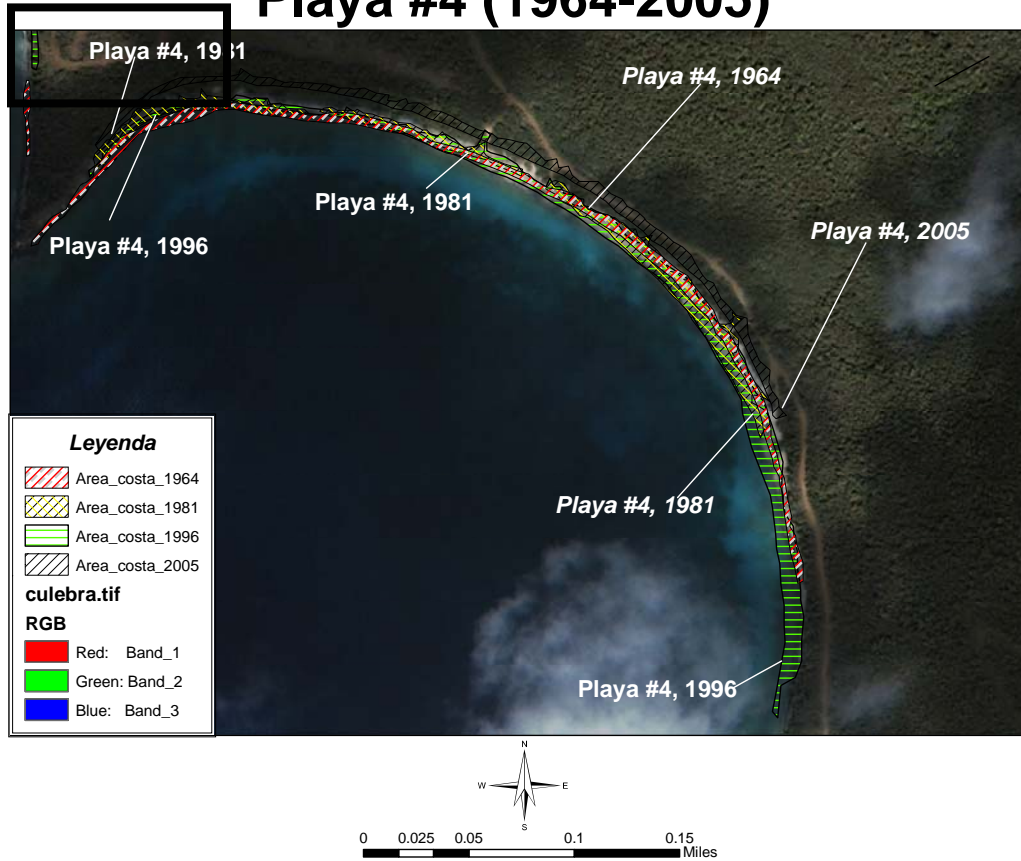 Playa #4 (1964-2005)
Playa #4, 1981
Playa #4, 1964
Playa #4, 1981
Playa #4, 2005
Playa #4, 1996
Playa #4, 1981
Playa #4, 1996
Leyenda
Area_costa_1964
Area_costa_1981
Area_costa_1996
Area_costa_2005
culebra.tif
RGB
Red: Band_1
Green: Band_2
Blue: Band_3
N
W E
S
0 0.025 0.05 0.1 0.15
Miles